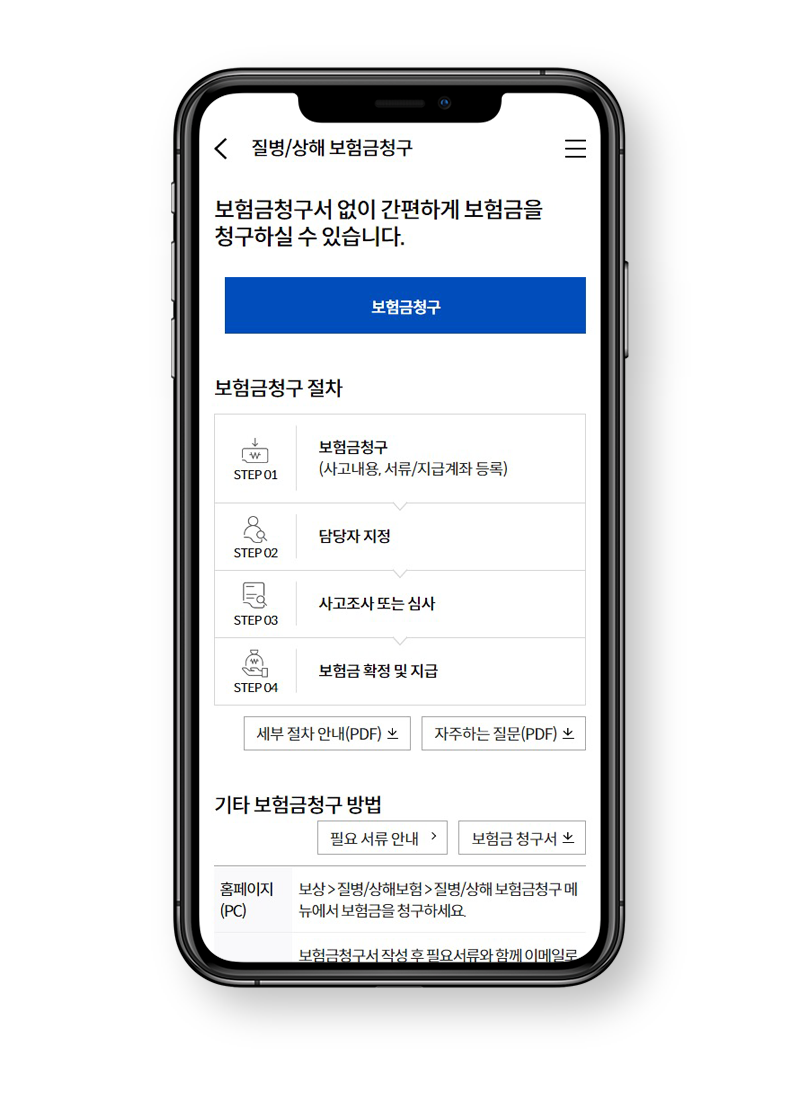 질병/상해 보험금청구
보험금청구서 없이 간편하게 보험금을
청구하실 수 있습니다.
보험금청구
보험금청구 절차
STEP 01
보험금청구
(사고내용, 서류/지급계좌 등록)
STEP 02
담당자 지정
STEP 03
사고조사 또는 심사
STEP 04
보험금 확정 및 지급
세부 절차 안내(PDF)
자주하는 질문(PDF)
기타 보험금청구 방법
필요 서류 안내 >
보험금 청구서
홈페이지
(PC)
보상 > 질병/상해보험 > 질병/상해 보험금청구 메
뉴에서 보험금을 청구하세요.
보험금청구서 작성 후 필요서류와 함께 이메일로